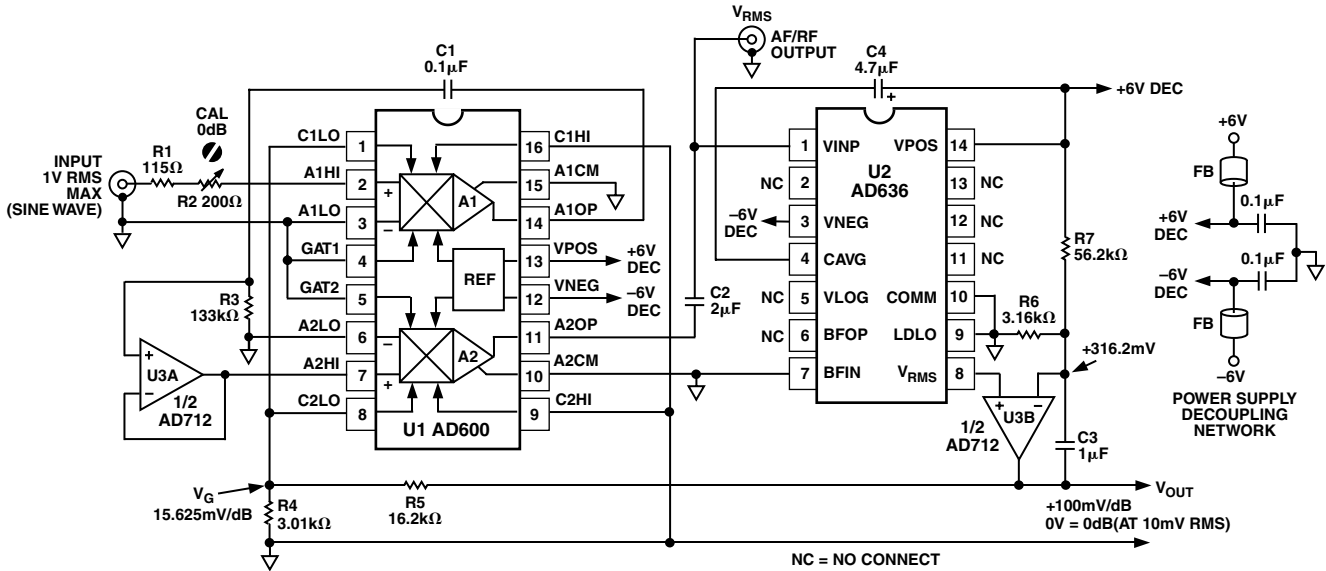 C1
0.1μF
CAL
0dB
R1
115Ω
R2 200Ω
INPUT
1V RMS
MAX
(SINE WAVE)
C1LO
A1HI
A1LO
GAT1
GAT2
A2LO
A2HI
C2LO
1
2
3
4
5
6
7
8
+
–
–
+
A1
REF
A2
U1 AD600
16
15
14
13
12
11
10
9
C1HI
A1CM
A1OP
VPOS
VNEG
A2OP
A2CM
C2HI
+6V
DEC
–6V
DEC
R3
133kΩ
+
–
U3A
1/2
AD712
VG
15.625mV/dB
R4
3.01kΩ
R5
16.2kΩ
VRMS
AF/RF
OUTPUT
C2
2μF
C4
4.7μF
+
U2
AD636
1 VINP
2
3 VNEG
4 CAVG
5 VLOG
6 BFOP
7 BFIN
VPOS 14
13
12
11
COMM 10
LDLO 9
VRMS 8
NC
–6V
DEC
NC
NC
NC
NC
NC
+6V DEC
R7
56.2kΩ
R6
3.16kΩ
+316.2mV
+
–
U3B
1/2
AD712
C3
1μF
VOUT
+100mV/dB
0V = 0dB(AT 10mV RMS)
NC = NO CONNECT
+6V
FB
0.1μF
+6V
DEC
0.1μF
–6V
DEC
FB
–6V
POWER SUPPLY
DECOUPLING
NETWORK